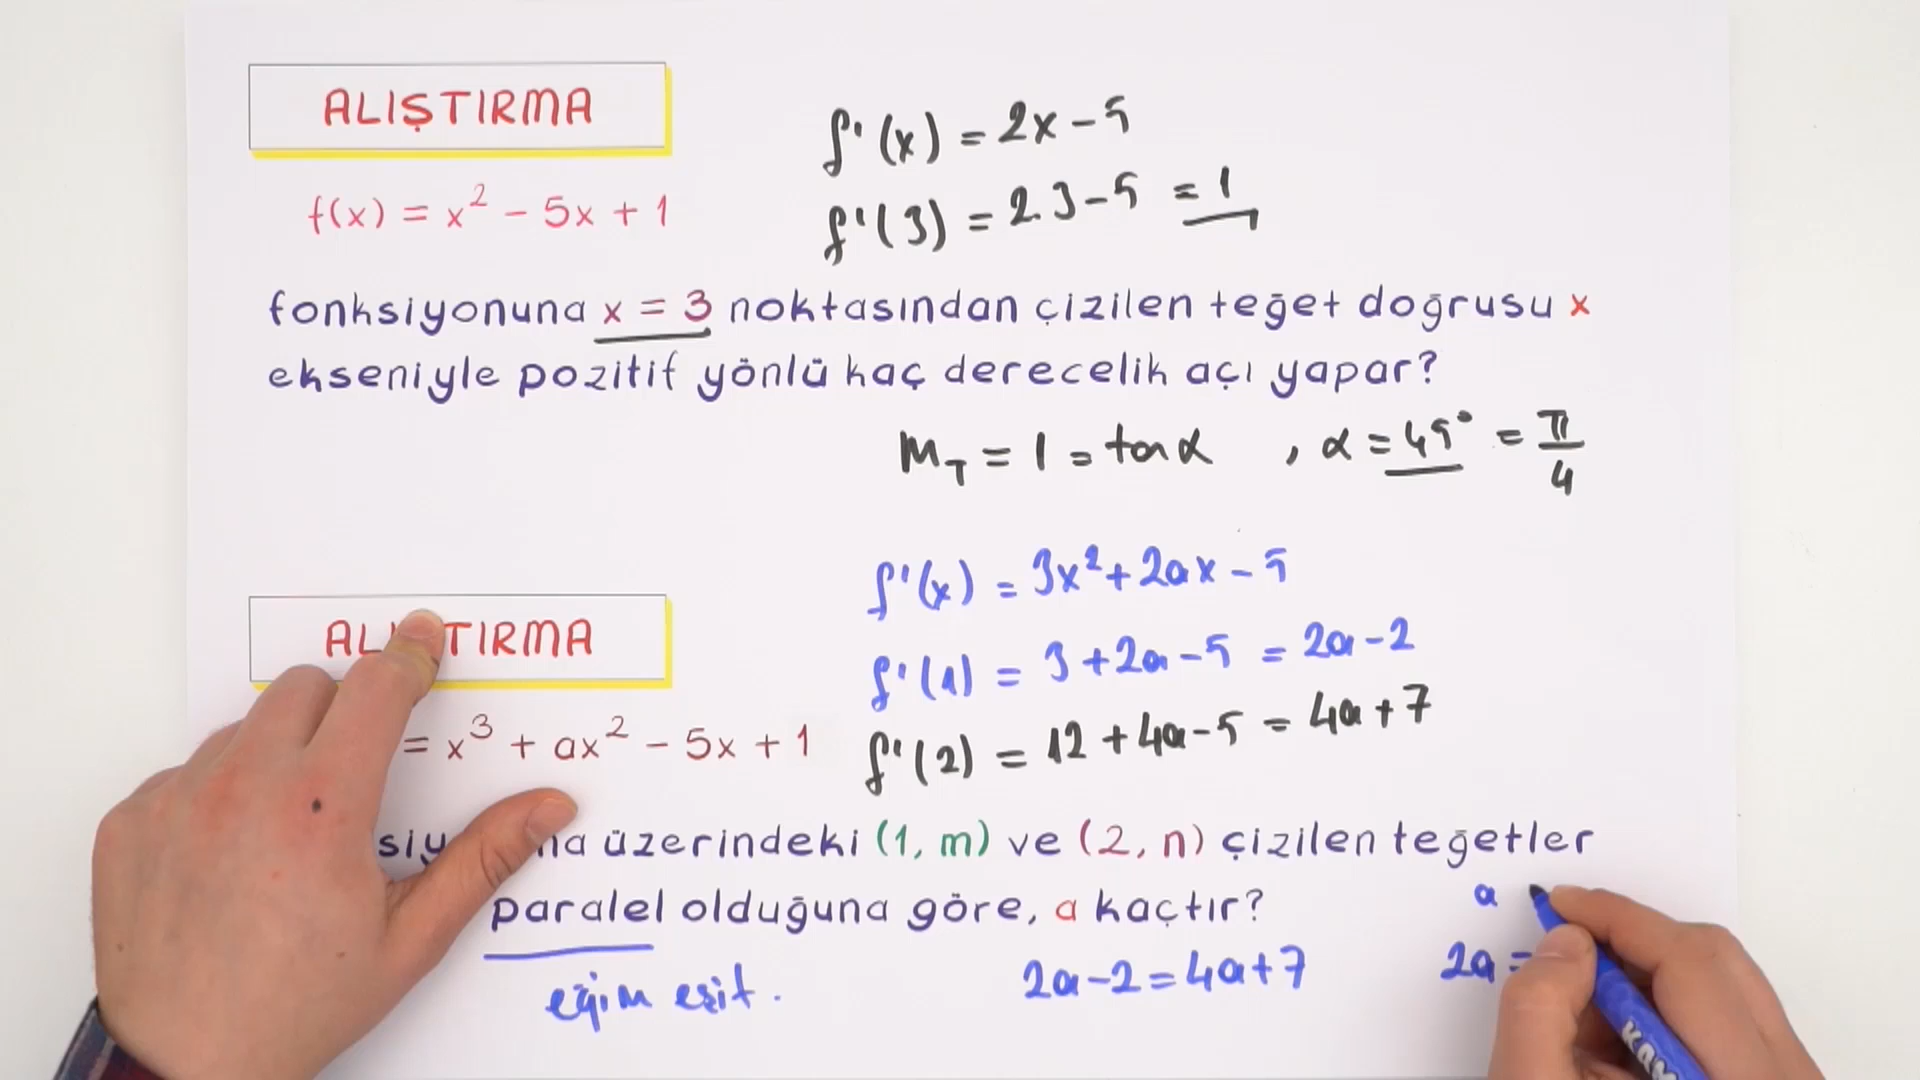 ALIŞTIRMA
f(x) = x² - 5x + 1
f'(x) = 2x - 5
f'(3) = 2.3 - 5 = 1
fonksiyonuna x = 3 noktasından çizilen teğet doğrusu x
ekseniyle pozitif yönlü kaç derecelik açı yapar?
m_T = 1 = tanα , α = 45° = π/4
f'(x) = 3x² + 2ax - 5
f'(1) = 3 + 2a - 5 = 2a - 2
f'(2) = 12 + 4a - 5 = 4a + 7
= x³ + ax² - 5x + 1
üzerindeki (1, m) ve (2, n) çizilen teğetler
paralel olduğuna göre, a kaçtır?
eğim eşit.
2a - 2 = 4a + 7
a
2a =